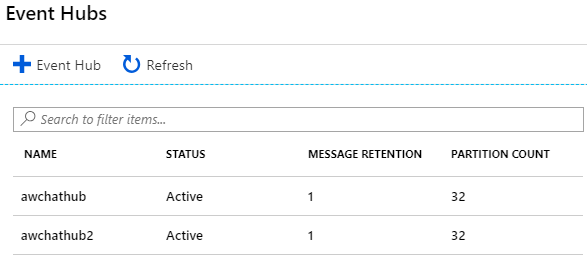 Event Hubs
Event Hub Refresh
Search to filter items...
NAME STATUS MESSAGE RETENTION PARTITION COUNT
awchathub Active 1 32
awchathub2 Active 1 32